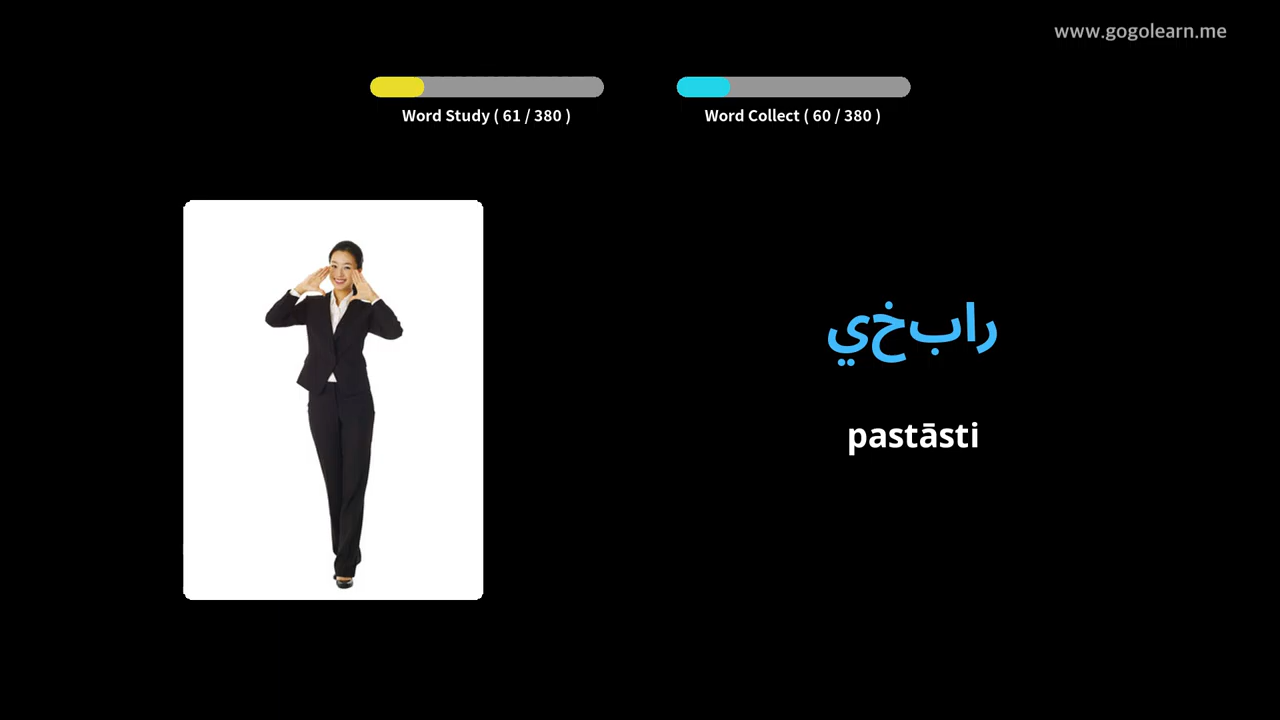 www.gogolearn.me
Word Study ( 61 / 380 )
Word Collect ( 60 / 380 )
رابخي
pastāsti